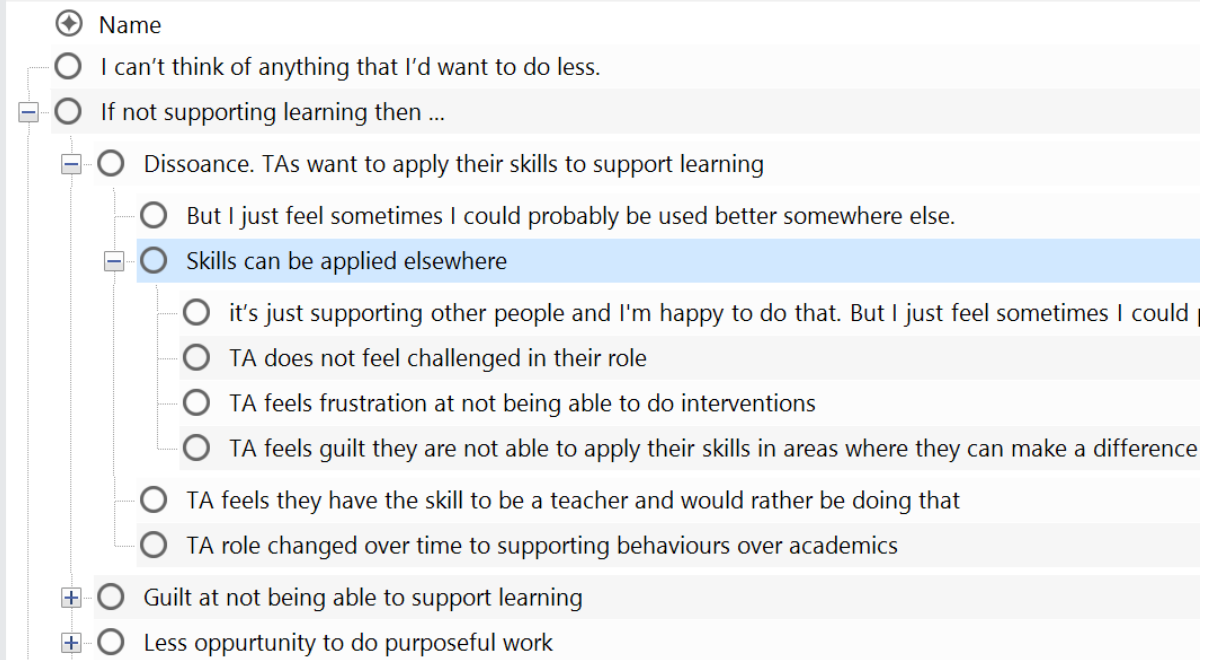 Name
I can't think of anything that I'd want to do less.
If not supporting learning then ...
Dissoance. TAs want to apply their skills to support learning
But I just feel sometimes I could probably be used better somewhere else.
Skills can be applied elsewhere
it's just supporting other people and I'm happy to do that. But I just feel sometimes I could
TA does not feel challenged in their role
TA feels frustration at not being able to do interventions
TA feels guilt they are not able to apply their skills in areas where they can make a difference
TA feels they have the skill to be a teacher and would rather be doing that
TA role changed over time to supporting behaviours over academics
Guilt at not being able to support learning
Less oppurtunity to do purposeful work